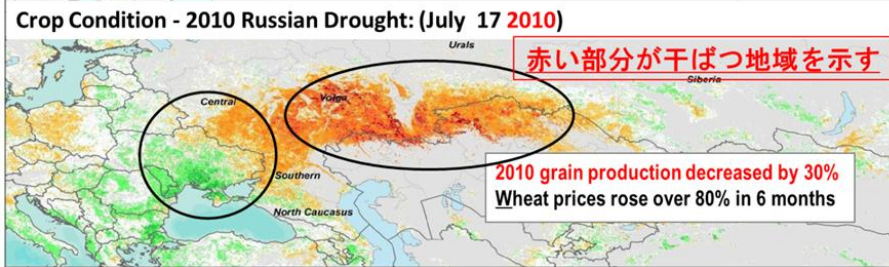 Crop Condition - 2010 Russian Drought: (July 17 2010)
赤い部分が干ばつ地域を示す
Urals
Siberia
Central
Volga
Southern
North Caucasus
2010 grain production decreased by 30%
Wheat prices rose over 80% in 6 months